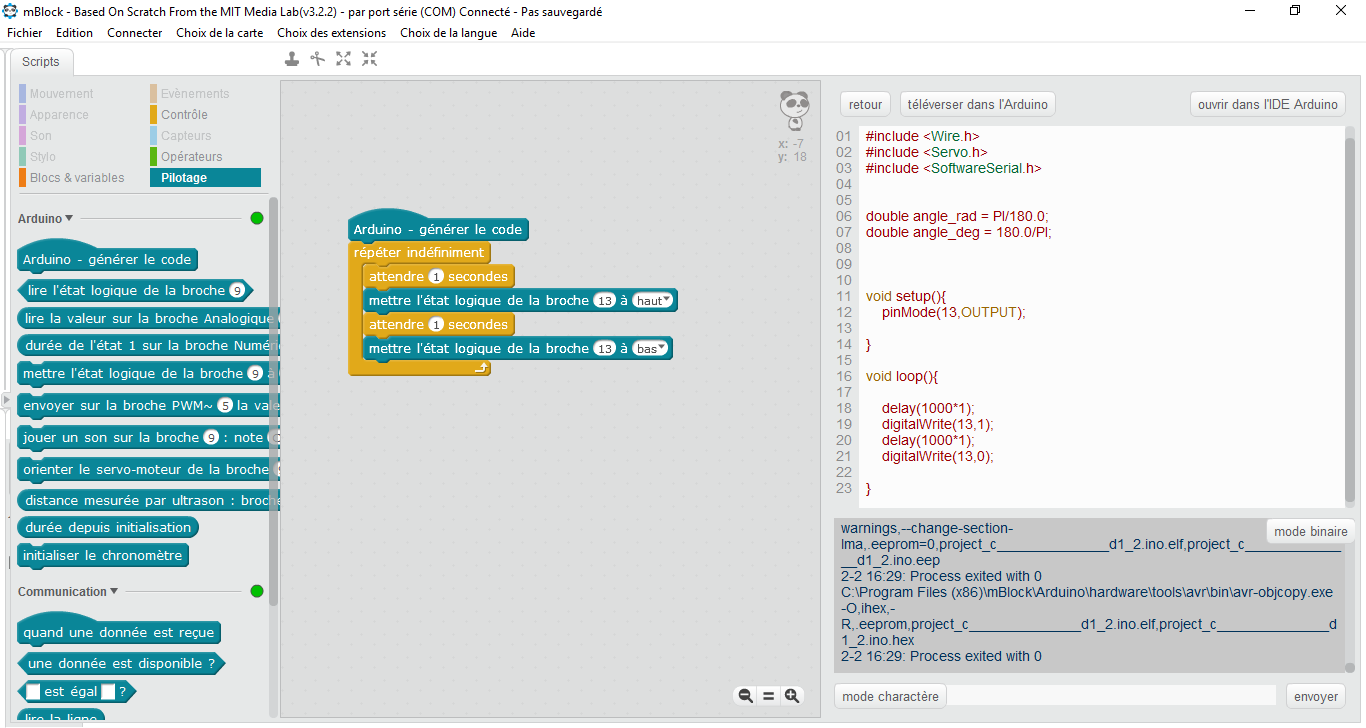 mBlock - Based On Scratch From the MIT Media Lab(v3.2.2) - par port série (COM) Connecté - Pas sauvegardé
Fichier Edition Connecter Choix de la carte Choix des extensions Choix de la langue Aide
Scripts
Mouvement Evènements
Apparence Contrôle
Son Capteurs
Stylo Opérateurs
Blocs & variables Pilotage
Arduino
Arduino - générer le code
lire l'état logique de la broche 9
lire la valeur sur la broche Analogique
durée de l'état 1 sur la broche Numéri
mettre l'état logique de la broche 9 à
envoyer sur la broche PWM~ 5 la vale
jouer un son sur la broche 9 : note
orienter le servo-moteur de la broche
distance mesurée par ultrason : broche
durée depuis initialisation
initialiser le chronomètre
Communication
quand une donnée est reçue
une donnée est disponible ?
est égal ?
lire la ligne
x: -7
y: 18
Arduino - générer le code
répéter indéfiniment
attendre 1 secondes
mettre l'état logique de la broche 13 à haut
attendre 1 secondes
mettre l'état logique de la broche 13 à bas
retour téléverser dans l'Arduino ouvrir dans l'IDE Arduino
01 #include <Wire.h>
02 #include <Servo.h>
03 #include <SoftwareSerial.h>
04
05
06 double angle_rad = PI/180.0;
07 double angle_deg = 180.0/PI;
08
09
10
11 void setup(){
12 pinMode(13,OUTPUT);
13
14 }
15
16 void loop(){
17
18 delay(1000*1);
19 digitalWrite(13,1);
20 delay(1000*1);
21 digitalWrite(13,0);
22
23 }
warnings,--change-section-
mode binaire
lma,.eeprom=0,project_c______________d1_2.ino.elf,project_c____________
__d1_2.ino.eep
2-2 16:29: Process exited with 0
C:\Program Files (x86)\mBlock\Arduino\hardware\tools\avr\bin\avr-objcopy.exe
-O,ihex,-
R,.eeprom,project_c______________d1_2.ino.elf,project_c______________d
1_2.ino.hex
2-2 16:29: Process exited with 0
mode charactère envoyer